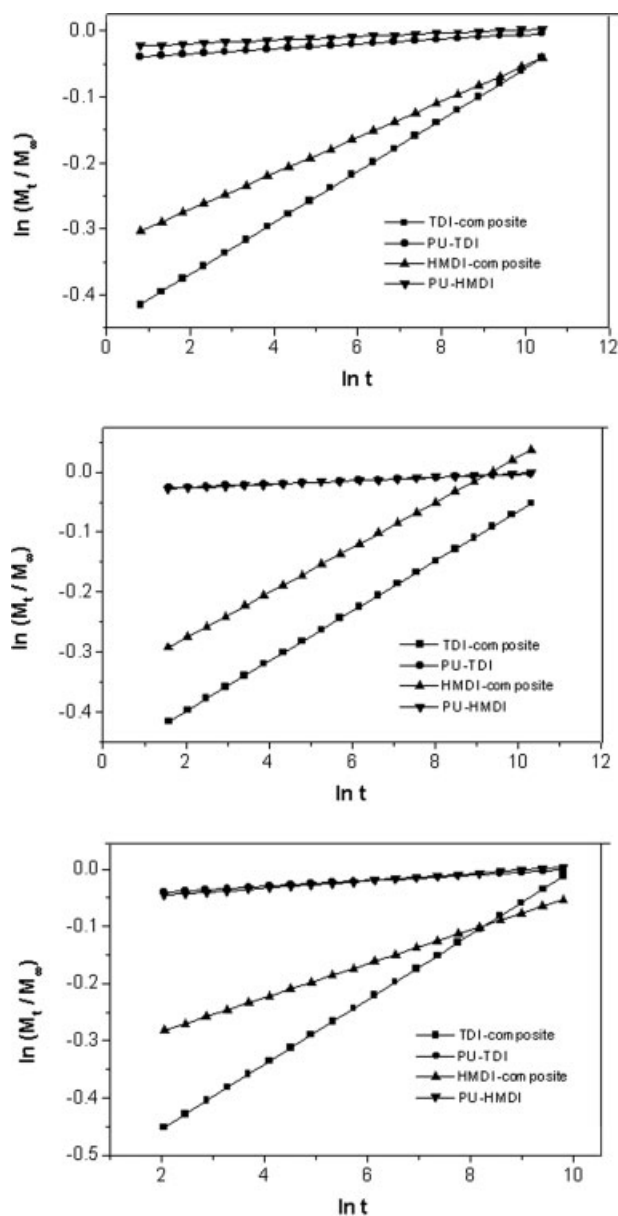 ln (Mt / M∞)
0.0
-0.1
-0.2
-0.3
-0.4
TDI-composite
PU-TDI
HMDI-composite
PU-HMDI
0 2 4 6 8 10 12
ln t
ln (Mt / M∞)
0.0
-0.1
-0.2
-0.3
-0.4
TDI-composite
PU-TDI
HMDI-composite
PU-HMDI
0 2 4 6 8 10 12
ln t
ln (Mt / M∞)
0.0
-0.1
-0.2
-0.3
-0.4
-0.5
TDI-composite
PU-TDI
HMDI-composite
PU-HMDI
2 4 6 8 10
ln t